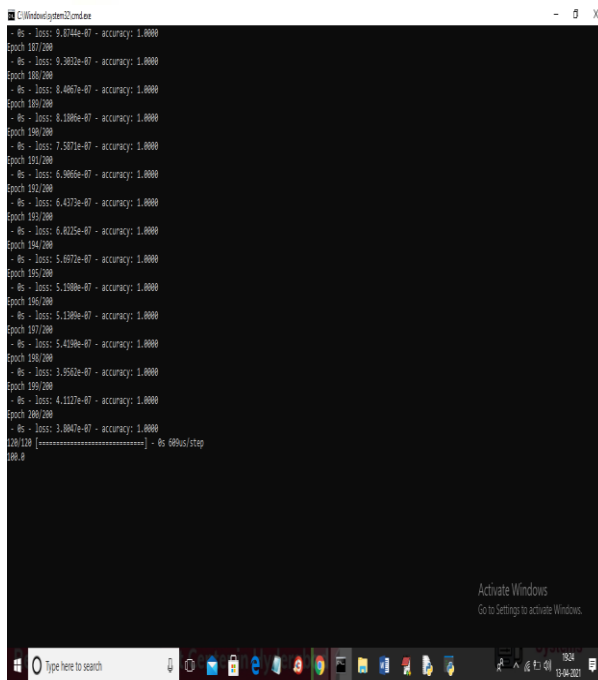 C:\Windows\system32\cmd.exe
- 0s - loss: 9.8744e-07 - accuracy: 1.0000
Epoch 187/200
- 0s - loss: 9.3032e-07 - accuracy: 1.0000
Epoch 188/200
- 0s - loss: 8.4067e-07 - accuracy: 1.0000
Epoch 189/200
- 0s - loss: 8.1806e-07 - accuracy: 1.0000
Epoch 190/200
- 0s - loss: 7.5871e-07 - accuracy: 1.0000
Epoch 191/200
- 0s - loss: 6.9066e-07 - accuracy: 1.0000
Epoch 192/200
- 0s - loss: 6.4373e-07 - accuracy: 1.0000
Epoch 193/200
- 0s - loss: 6.0225e-07 - accuracy: 1.0000
Epoch 194/200
- 0s - loss: 5.6972e-07 - accuracy: 1.0000
Epoch 195/200
- 0s - loss: 5.1980e-07 - accuracy: 1.0000
Epoch 196/200
- 0s - loss: 5.1309e-07 - accuracy: 1.0000
Epoch 197/200
- 0s - loss: 5.4190e-07 - accuracy: 1.0000
Epoch 198/200
- 0s - loss: 3.9562e-07 - accuracy: 1.0000
Epoch 199/200
- 0s - loss: 4.1127e-07 - accuracy: 1.0000
Epoch 200/200
- 0s - loss: 3.8047e-07 - accuracy: 1.0000
120/120 [==============================] - 0s 609us/step
100.0
Activate Windows
Go to Settings to activate Windows.
Type here to search
19:24
13-04-2021